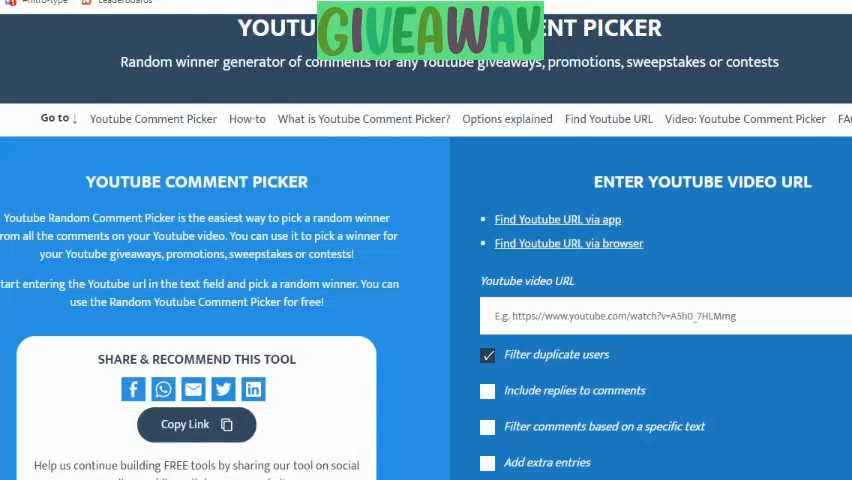 Leaderboards
GIVEAWAY
YOUTU ENT PICKER
Random winner generator of comments for any Youtube giveaways, promotions, sweepstakes or contests
Go to ↓ Youtube Comment Picker How-to What is Youtube Comment Picker? Options explained Find Youtube URL Video: Youtube Comment Picker FA
YOUTUBE COMMENT PICKER
Youtube Random Comment Picker is the easiest way to pick a random winner
rom all the comments on your Youtube video. You can use it to pick a winner for
your Youtube giveaways, promotions, sweepstakes or contests!
tart entering the Youtube url in the text field and pick a random winner. You can
use the Random Youtube Comment Picker for free!
SHARE & RECOMMEND THIS TOOL
Copy Link
Help us continue building FREE tools by sharing our tool on social
ENTER YOUTUBE VIDEO URL
Find Youtube URL via app
Find Youtube URL via browser
Youtube video URL
E.g. https://www.youtube.com/watch?v=A5h0_7HLMmg
Filter duplicate users
Include replies to comments
Filter comments based on a specific text
Add extra entries